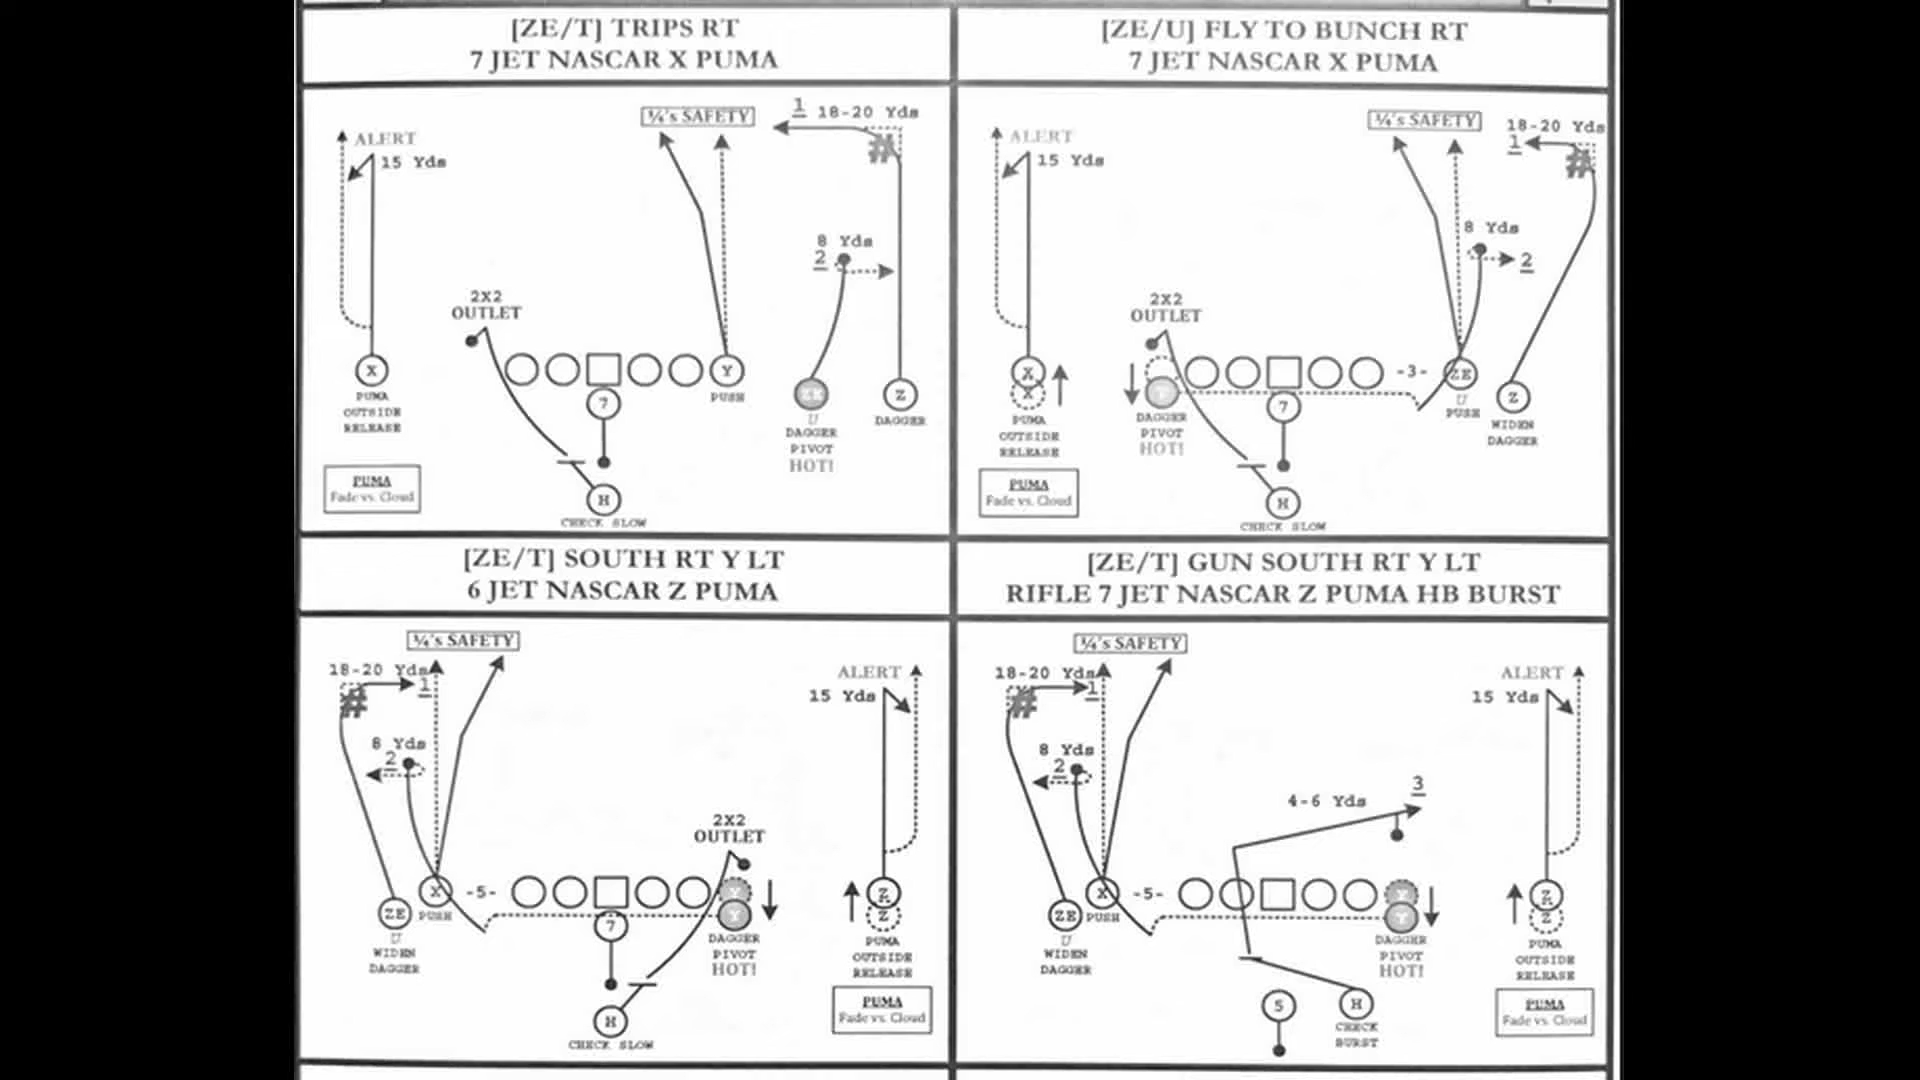 [ZE/T] TRIPS RT
7 JET NASCAR X PUMA
¼'s SAFETY
1 18-20 Yds
#
ALERT
15 Yds
8 Yds
2
2X2
OUTLET
X
Y
7
Z
PUMA
OUTSIDE
RELEASE
PUSH
U
DAGGER
PIVOT
HOT!
DAGGER
PUMA
Fade vs. Cloud
H
CHECK SLOW
[ZE/U] FLY TO BUNCH RT
7 JET NASCAR X PUMA
¼'s SAFETY
18-20 Yds
1
#
ALERT
15 Yds
8 Yds
2
2X2
OUTLET
X
X
-3-
ZE
7
Z
U
PUSH
PUMA
OUTSIDE
RELEASE
DAGGER
PIVOT
HOT!
WIDEN
DAGGER
PUMA
Fade vs. Cloud
H
CHECK SLOW
[ZE/T] SOUTH RT Y LT
6 JET NASCAR Z PUMA
¼'s SAFETY
18-20 Yds
1
#
ALERT
15 Yds
8 Yds
2
2X2
OUTLET
X
-5-
Y
Z
ZE
PUSH
7
Y
Z
U
WIDEN
DAGGER
DAGGER
PIVOT
HOT!
PUMA
OUTSIDE
RELEASE
PUMA
Fade vs. Cloud
H
CHECK SLOW
[ZE/T] GUN SOUTH RT Y LT
RIFLE 7 JET NASCAR Z PUMA HB BURST
¼'s SAFETY
18-20 Yds
1
#
ALERT
15 Yds
8 Yds
2
3
4-6 Yds
X
-5-
Y
Z
ZE
PUSH
Y
Z
U
WIDEN
DAGGER
DAGGER
PIVOT
HOT!
PUMA
OUTSIDE
RELEASE
5
H
CHECK
BURST
PUMA
Fade vs. Cloud